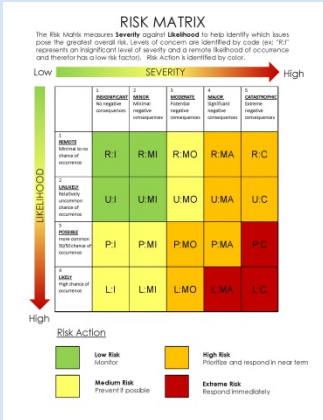 RISK MATRIX
The Risk Matrix measures Severity against Likelihood to help identify which issues
pose the greatest overall risk. Levels of concern are identified by code (ex: "R:I"
represents an insignificant level of severity and a remote likelihood of occurrence
and therefore has a low risk factor). Risk Action is identified by color.
Low SEVERITY High
1
INSIGNIFICANT
No negative
consequences
2
MINOR
Minimal
negative
consequences
3
MODERATE
Potential
negative
consequences
4
MAJOR
Significant
negative
consequences
5
CATASTROPHIC
Extreme
negative
consequences
LIKELIHOOD
1
REMOTE
Minimal to no
chance of
occurrence
R:I R:MI R:MO R:MA R:C
2
UNLIKELY
Relatively
uncommon
chance of
occurrence
U:I U:MI U:MO U:MA U:C
3
POSSIBLE
more common
50/50 chance of
occurrence
P:I P:MI P:MO P:MA P:C
4
LIKELY
High chance of
occurrence
L:I L:MI L:MO L:MA L:C
High
Risk Action
Low Risk
Monitor
High Risk
Prioritize and respond in near term
Medium Risk
Prevent if possible
Extreme Risk
Respond immediately